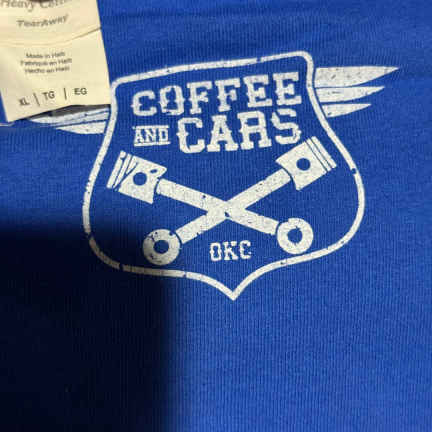 Heavy Cotton
TearAway
Made in Haiti
Fabriqué en Haïti
Hecho en Haití
XL | TG | EG
COFFEE
AND CARS
OKC